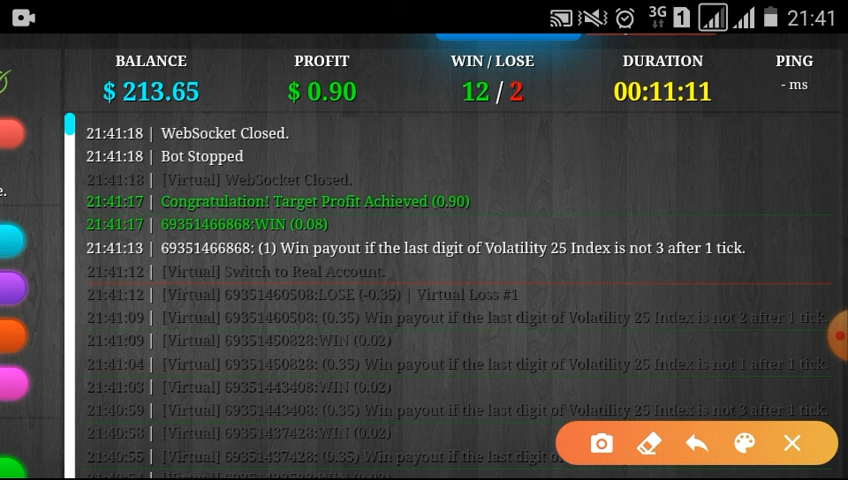 3G 1 21:41
BALANCE PROFIT WIN / LOSE DURATION PING
$ 213.65 $ 0.90 12 / 2 00:11:11 - ms
21:41:18 | WebSocket Closed.
21:41:18 | Bot Stopped
e.
21:41:18 | [Virtual] WebSocket Closed.
21:41:17 | Congratulation! Target Profit Achieved (0.90)
21:41:17 | 69351466868:WIN (0.08)
21:41:13 | 69351466868: (1) Win payout if the last digit of Volatility 25 Index is not 3 after 1 tick.
21:41:12 | [Virtual] Switch to Real Account.
21:41:12 | [Virtual] 69351460508:LOSE (-0.35) | Virtual Loss #1
21:41:09 | [Virtual] 69351460508: (0.35) Win payout if the last digit of Volatility 25 Index is not 2 after 1 tick.
21:41:09 | [Virtual] 69351450828:WIN (0.02)
21:41:04 | [Virtual] 69351450828: (0.35) Win payout if the last digit of Volatility 25 Index is not 1 after 1 tick.
21:41:03 | [Virtual] 69351443408:WIN (0.02)
21:40:59 | [Virtual] 69351443408: (0.35) Win payout if the last digit of Volatility 25 Index is not 3 after 1 tick.
21:40:58 | [Virtual] 69351437428:WIN (0.02)
21:40:55 | [Virtual] 69351437428: (0.35) Win payout if the last digit o